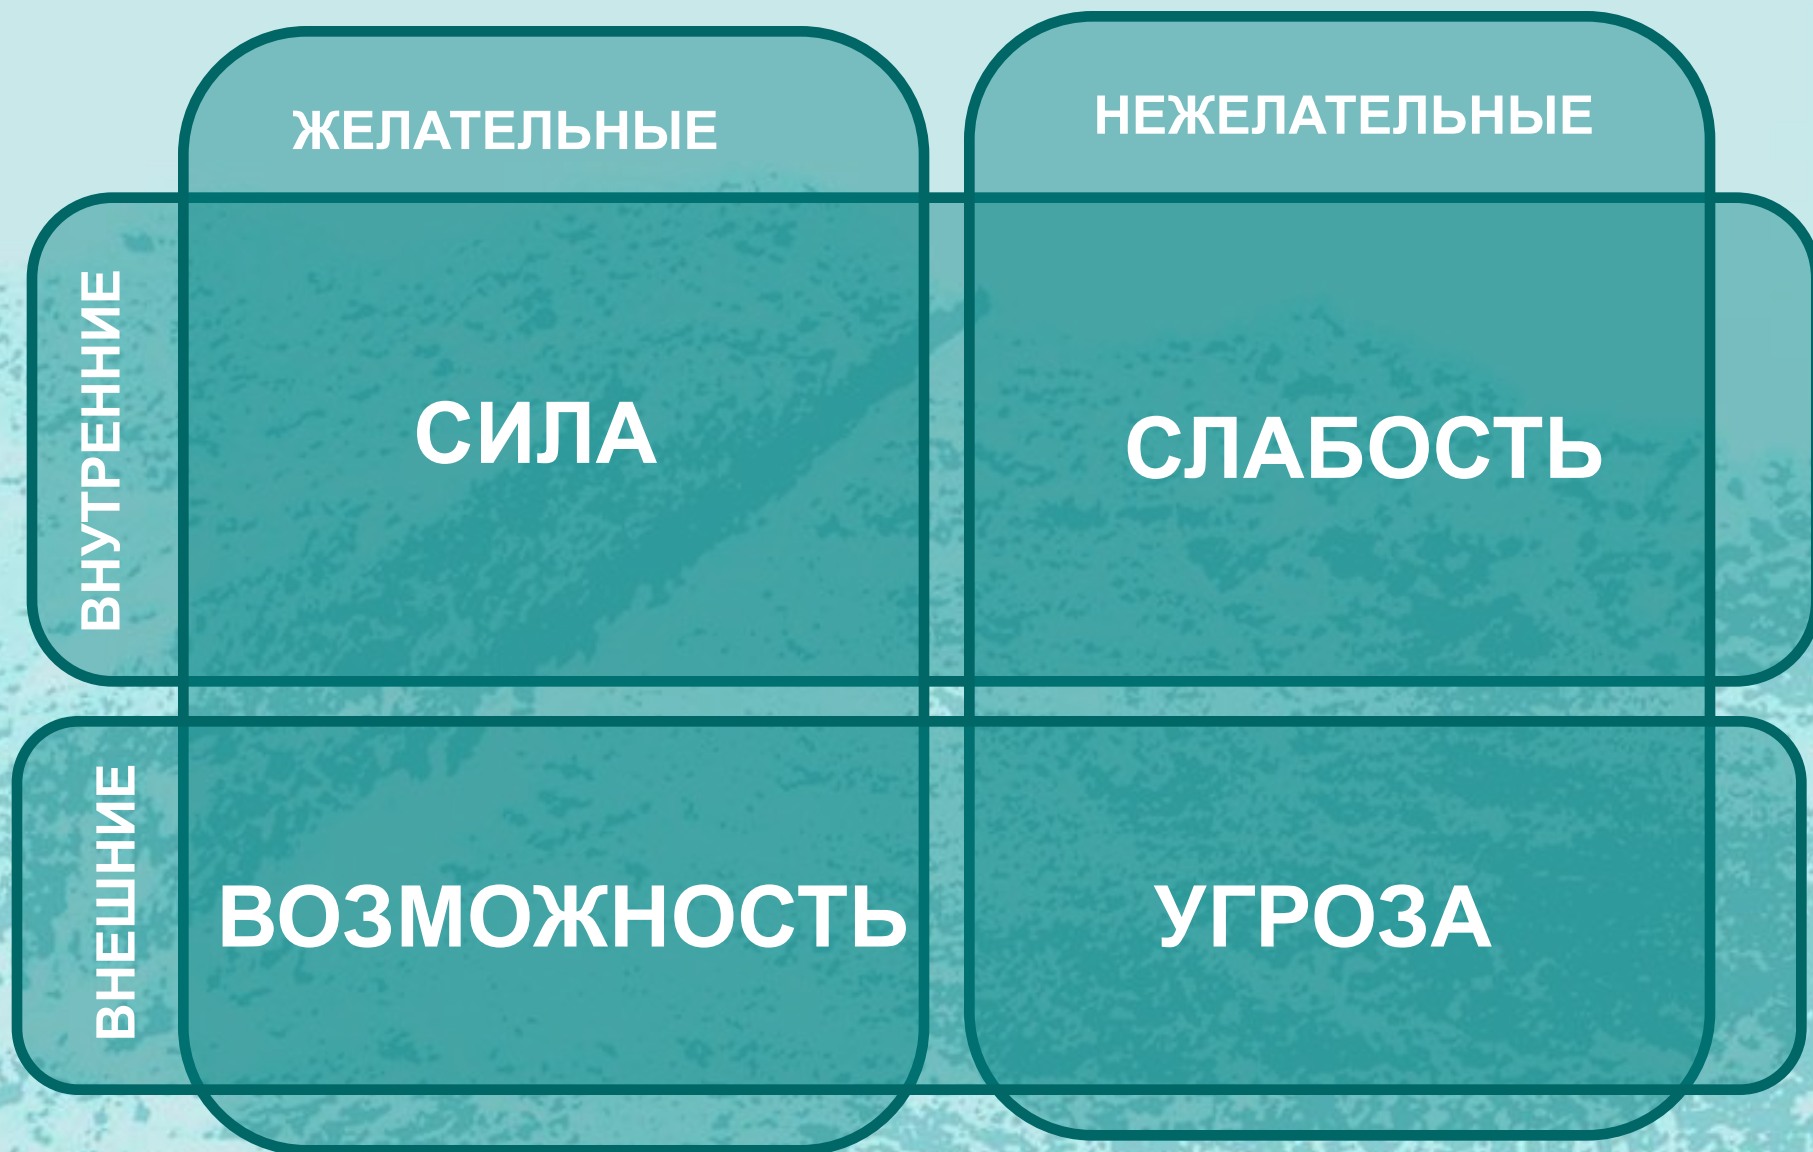 ЖЕЛАТЕЛЬНЫЕ
НЕЖЕЛАТЕЛЬНЫЕ
ВНУТРЕННИЕ
СИЛА
СЛАБОСТЬ
ВНЕШНИЕ
ВОЗМОЖНОСТЬ
УГРОЗА